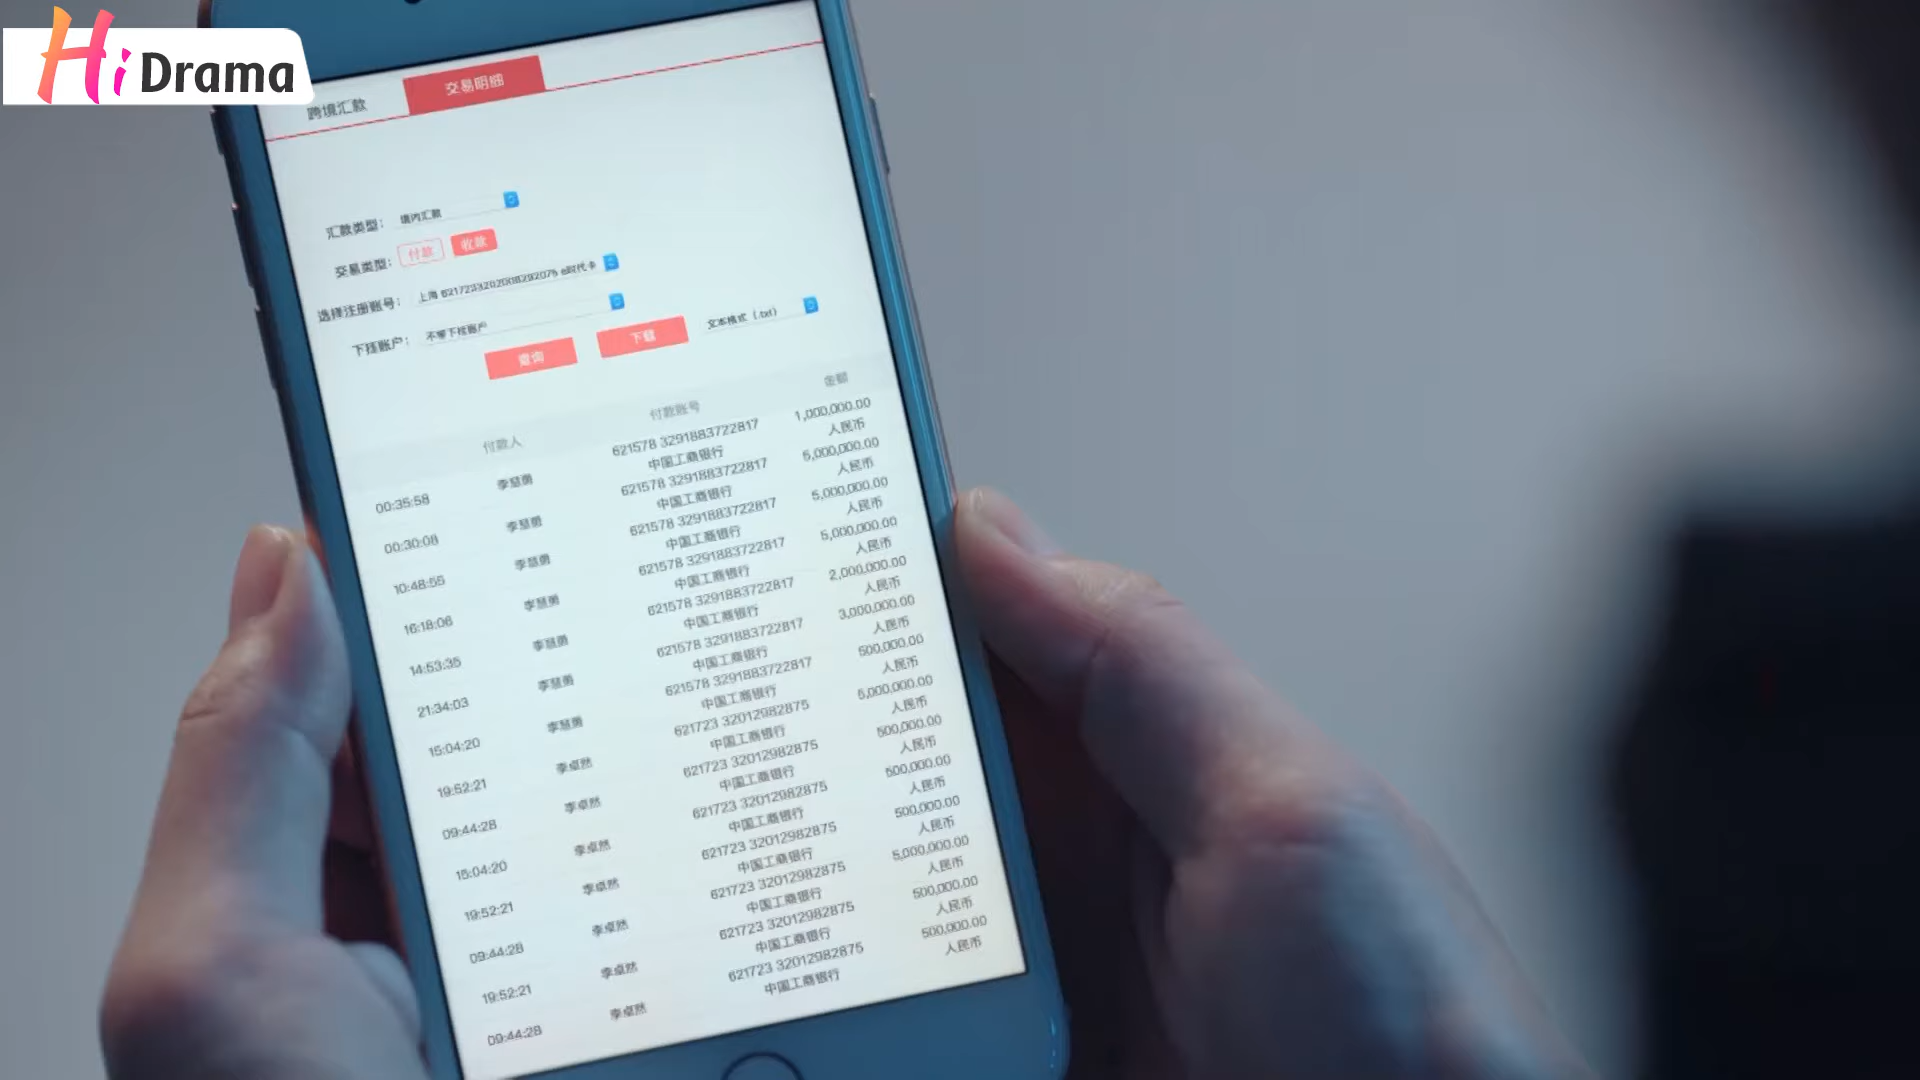 Hi Drama
跨境汇款 交易明细
汇款类型: 境内汇款
交易类型: 付款 收款
选择注册账号: 上海 6217233202008292075 e时代卡
下挂账户: 不带下挂账户
查询 下载 文本格式 (.txt)
付款人 付款账号 金额
00:35:58 李慧勇 621578 3291883722817 1,000,000.00
中国工商银行 人民币
00:30:08 李慧勇 621578 3291883722817 5,000,000.00
中国工商银行 人民币
10:48:55 李慧勇 621578 3291883722817 5,000,000.00
中国工商银行 人民币
16:18:06 李慧勇 621578 3291883722817 5,000,000.00
中国工商银行 人民币
14:53:35 李慧勇 621578 3291883722817 2,000,000.00
中国工商银行 人民币
21:34:03 李慧勇 621578 3291883722817 3,000,000.00
中国工商银行 人民币
15:04:20 李慧勇 621578 3291883722817 500,000.00
中国工商银行 人民币
19:52:21 李卓然 621723 32012982875 5,000,000.00
中国工商银行 人民币
09:44:28 李卓然 621723 32012982875 500,000.00
中国工商银行 人民币
15:04:20 李卓然 621723 32012982875 500,000.00
中国工商银行 人民币
19:52:21 李卓然 621723 32012982875 500,000.00
中国工商银行 人民币
09:44:28 李卓然 621723 32012982875 5,000,000.00
中国工商银行 人民币
19:52:21 李卓然 621723 32012982875 500,000.00
中国工商银行 人民币
09:44:28 李卓然 621723 32012982875 500,000.00
中国工商银行 人民币